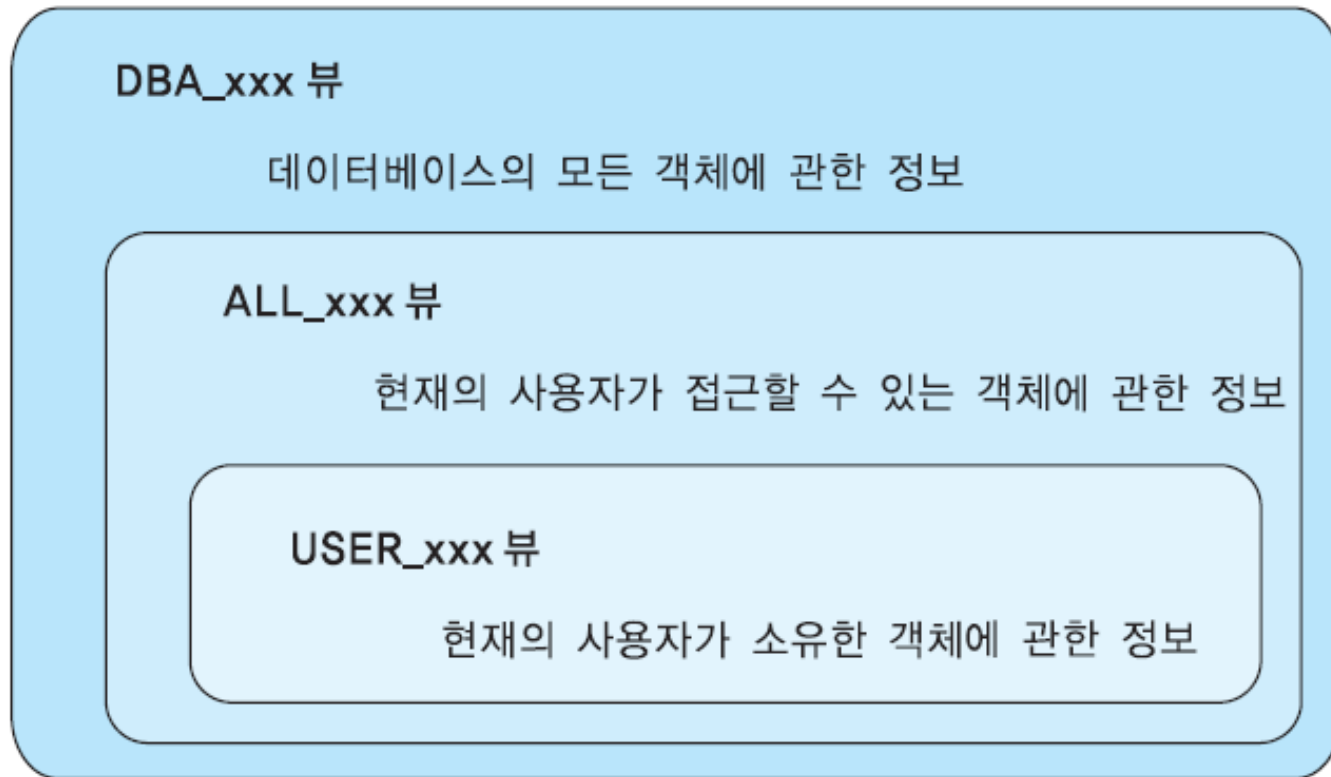 DBA_xxx 뷰
데이터베이스의 모든 객체에 관한 정보
ALL_xxx 뷰
현재의 사용자가 접근할 수 있는 객체에 관한 정보
USER_xxx 뷰
현재의 사용자가 소유한 객체에 관한 정보